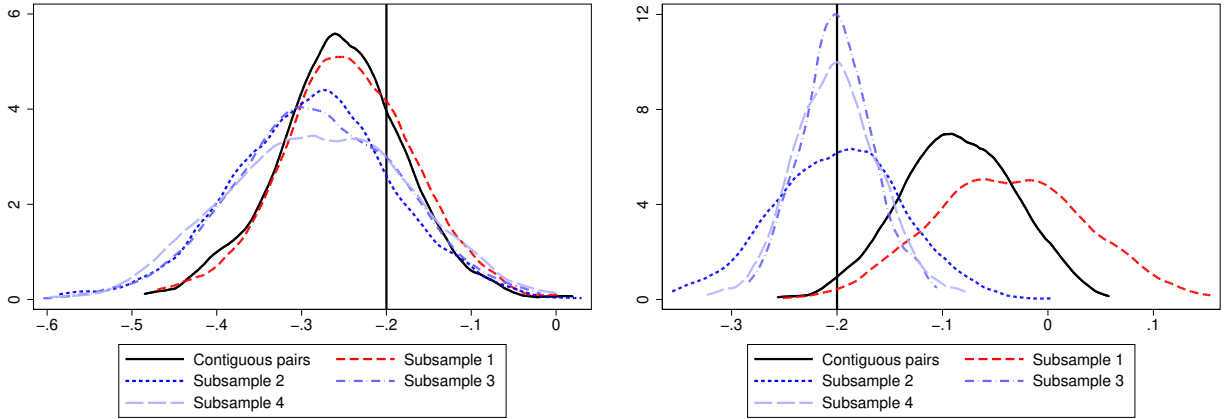 6
4
2
0
−.6 −.5 −.4 −.3 −.2 −.1 0
Contiguous pairs Subsample 1
Subsample 2 Subsample 3
Subsample 4
12
8
4
0
−.3 −.2 −.1 0 .1
Contiguous pairs Subsample 1
Subsample 2 Subsample 3
Subsample 4